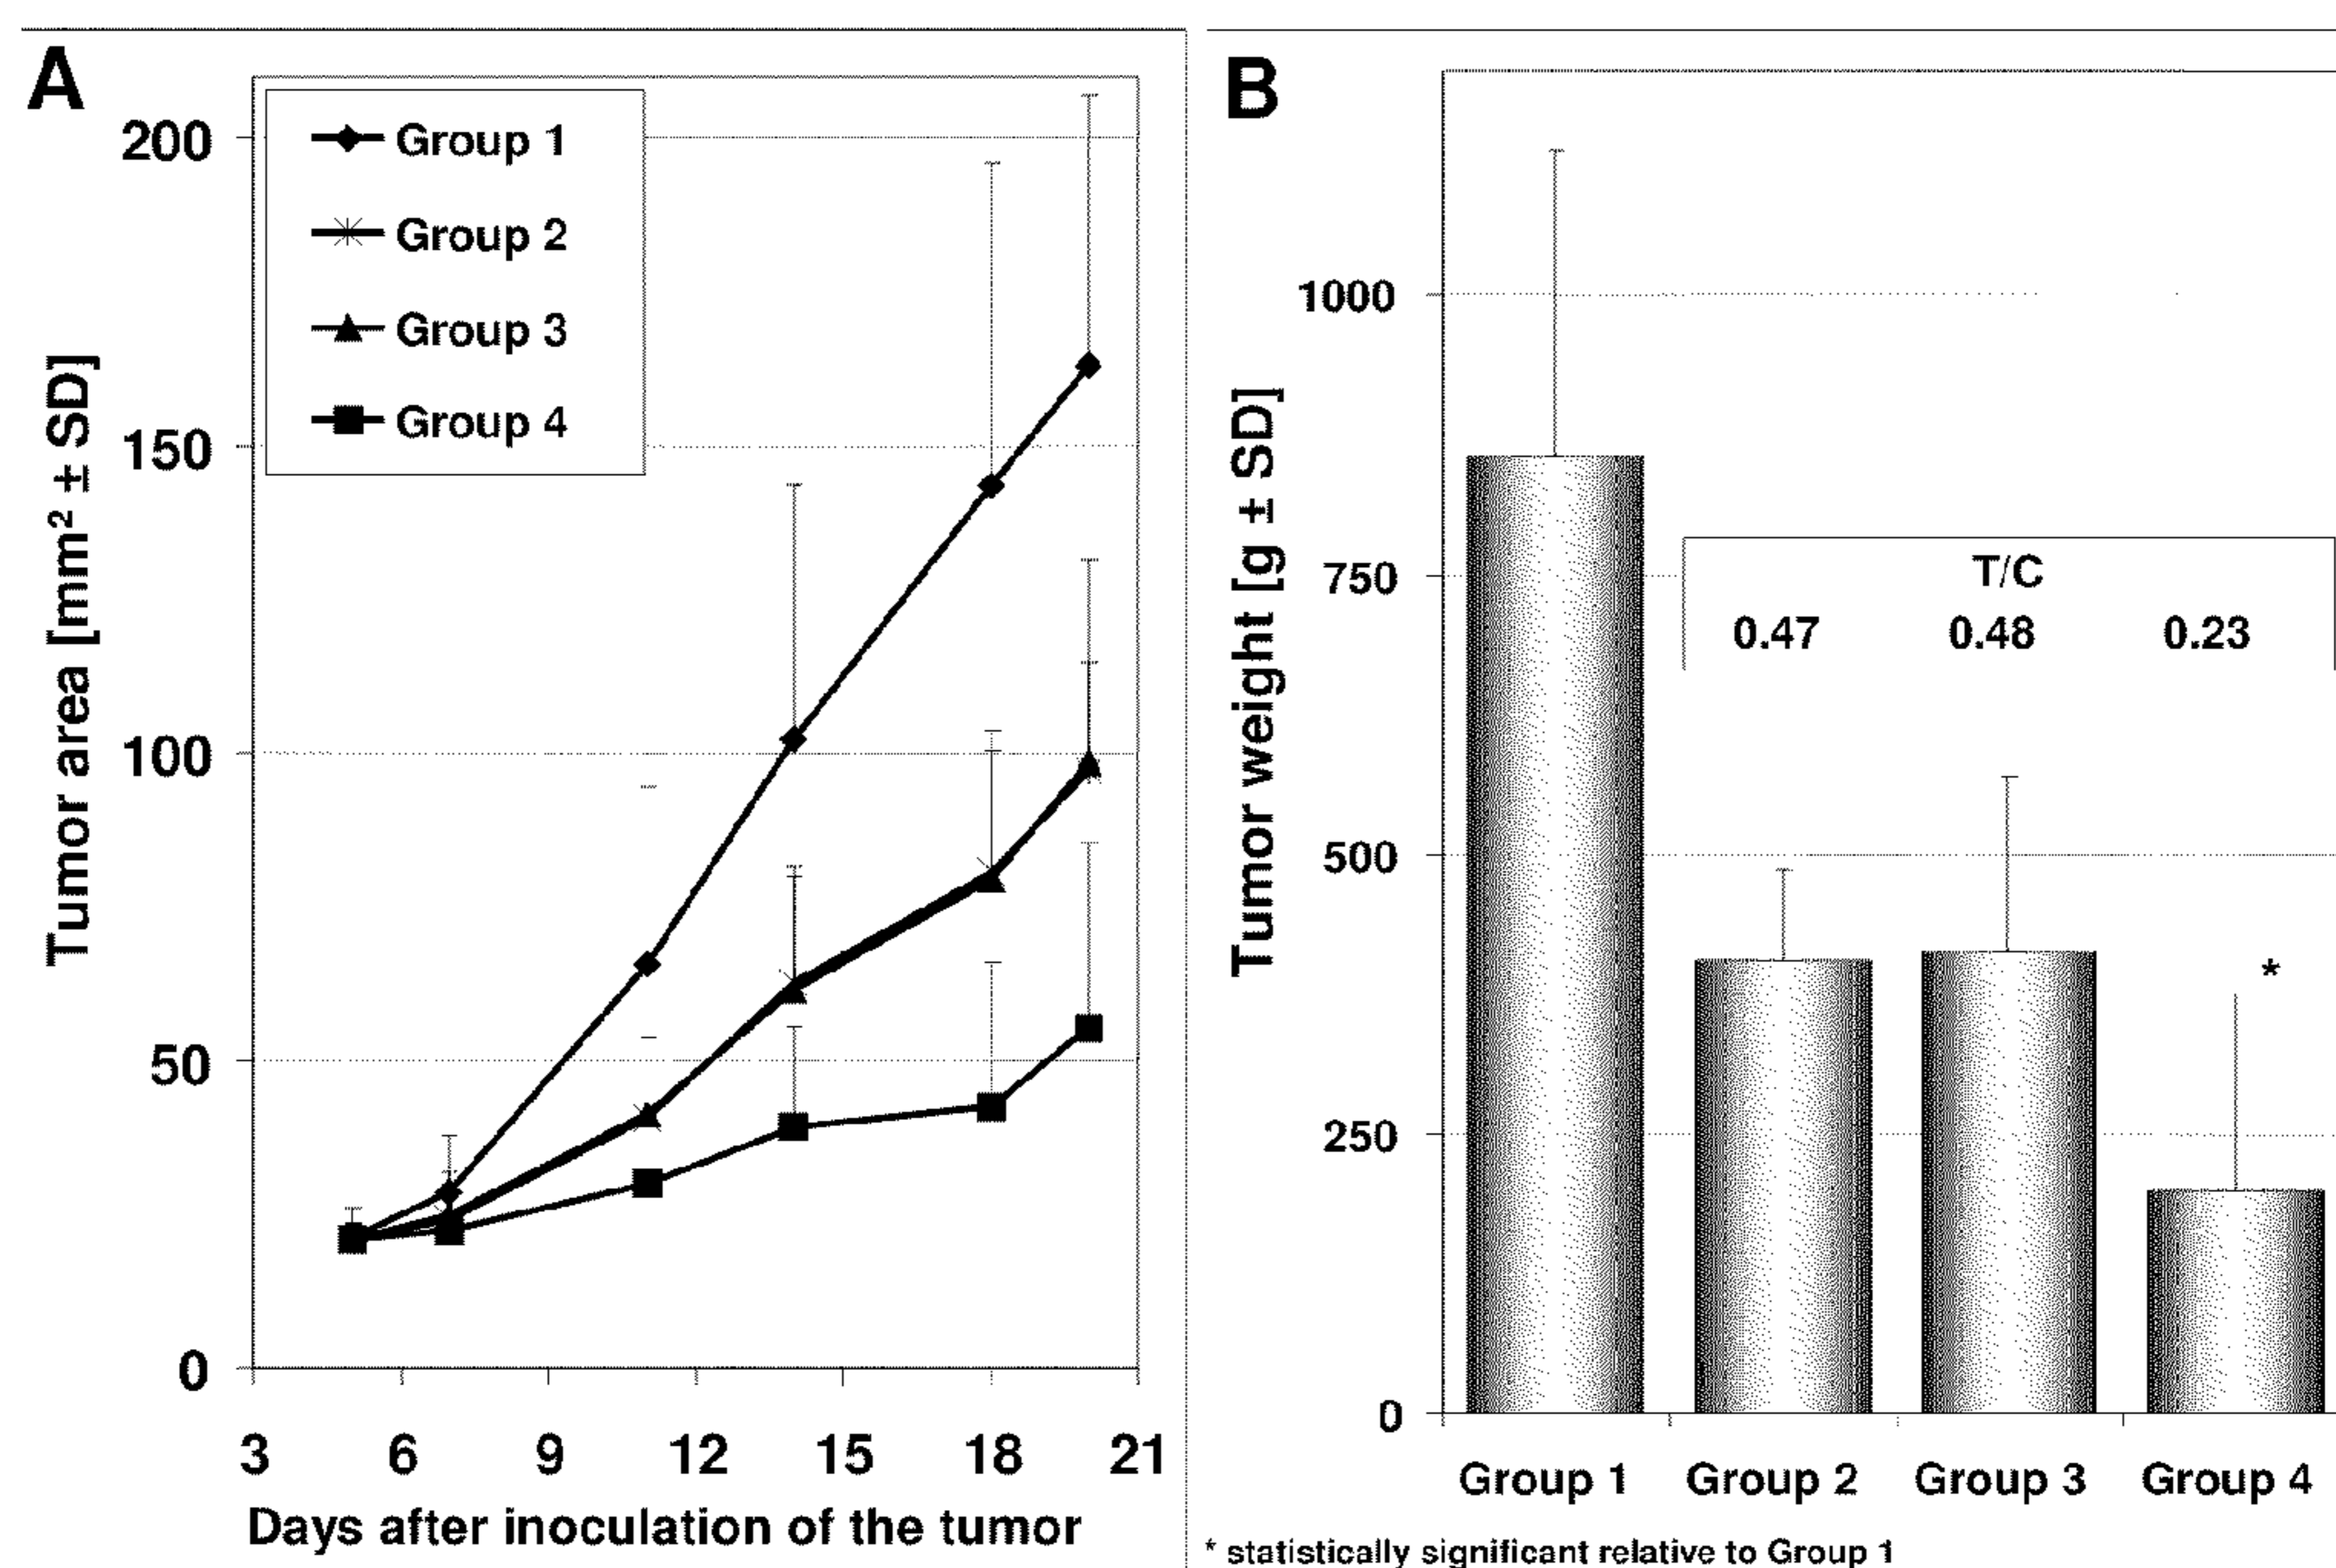 A
200
150
100
50
0
Tumor area [mm² ± SD]
Group 1
Group 2
Group 3
Group 4
3 6 9 12 15 18 21
Days after inoculation of the tumor
B
1000
750
500
250
0
Tumor weight [g ± SD]
T/C
0.47 0.48 0.23
*
Group 1 Group 2 Group 3 Group 4
* statistically significant relative to Group 1